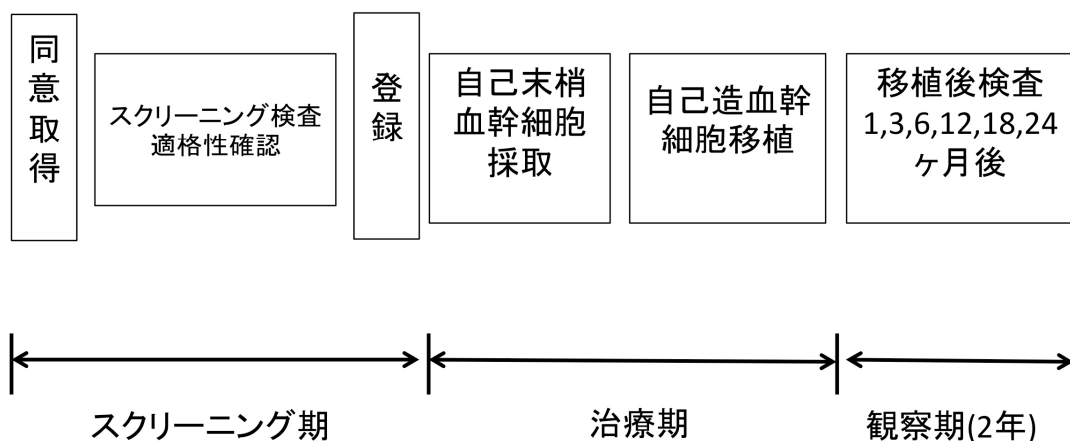 同意取得
スクリーニング検査
適格性確認
登録
自己末梢
血幹細胞
採取
自己造血幹
細胞移植
移植後検査
1,3,6,12,18,24
ヶ月後
スクリーニング期
治療期
観察期(2年)